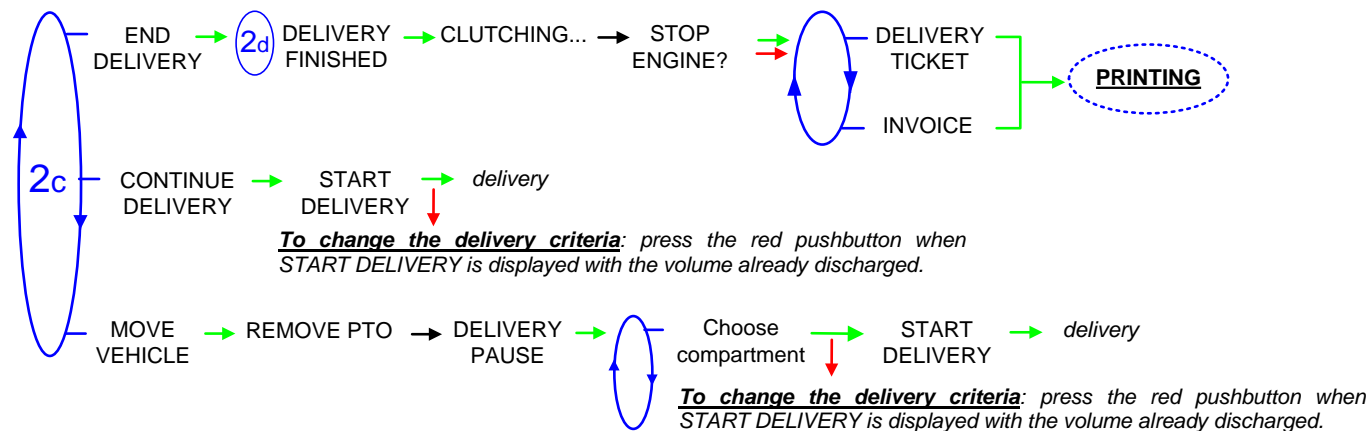 END DELIVERY
2d
DELIVERY FINISHED
CLUTCHING...
STOP ENGINE?
DELIVERY TICKET
PRINTING
INVOICE
2c
CONTINUE DELIVERY
START DELIVERY
delivery
To change the delivery criteria: press the red pushbutton when
START DELIVERY is displayed with the volume already discharged.
MOVE VEHICLE
REMOVE PTO
DELIVERY PAUSE
Choose compartment
START DELIVERY
delivery
To change the delivery criteria: press the red pushbutton when
START DELIVERY is displayed with the volume already discharged.